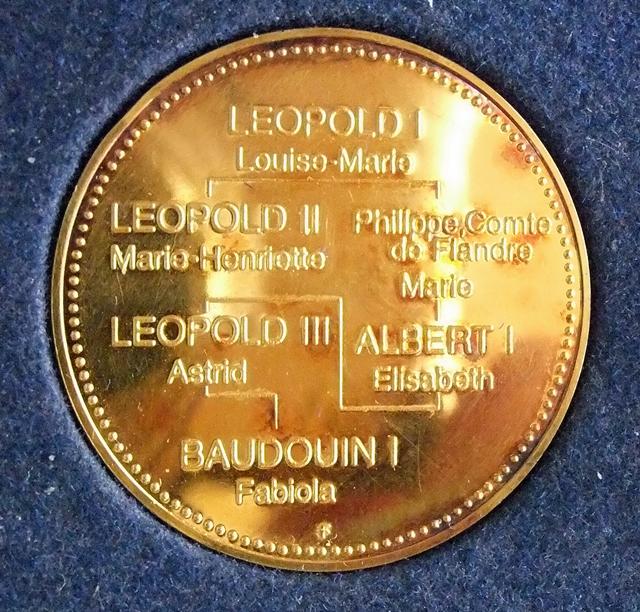 LEOPOLD I
Louise-Marie
LEOPOLD II
Marie-Henriette
Philippe, Comte
de Flandre
Marie
LEOPOLD III
Astrid
ALBERT I
Elisabeth
BAUDOUIN I
Fabiola